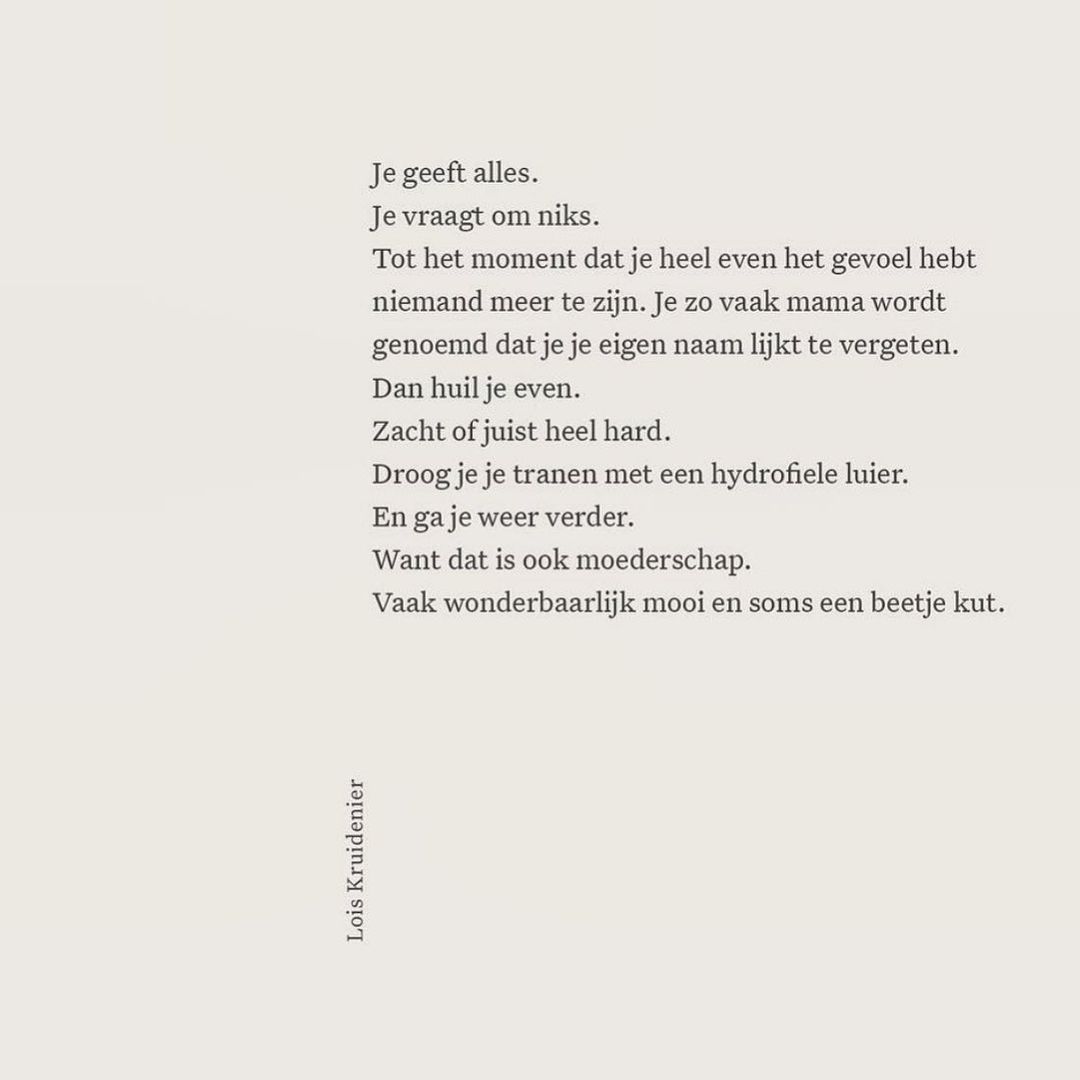 Je geeft alles.
Je vraagt om niks.
Tot het moment dat je heel even het gevoel hebt
niemand meer te zijn. Je zo vaak mama wordt
genoemd dat je je eigen naam lijkt te vergeten.
Dan huil je even.
Zacht of juist heel hard.
Droog je je tranen met een hydrofiele luier.
En ga je weer verder.
Want dat is ook moederschap.
Vaak wonderbaarlijk mooi en soms een beetje kut.
Lois Kruidenier